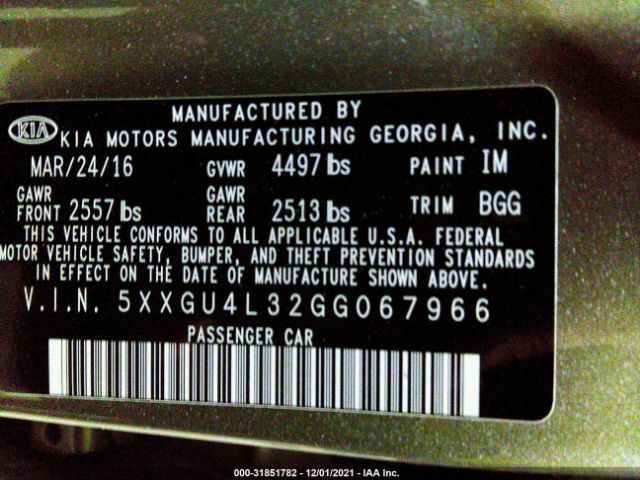 MANUFACTURED BY
KIA KIA MOTORS MANUFACTURING GEORGIA, INC.
MAR/24/16 GVWR 4497 lbs PAINT IM
GAWR FRONT 2557 lbs GAWR REAR 2513 lbs TRIM BGG
THIS VEHICLE CONFORMS TO ALL APPLICABLE U.S.A. FEDERAL
MOTOR VEHICLE SAFETY, BUMPER, AND THEFT PREVENTION STANDARDS
IN EFFECT ON THE DATE OF MANUFACTURE SHOWN ABOVE.
V.I.N. 5XXGU4L32GG067966
PASSENGER CAR
000-31851782 - 12/01/2021 - IAA Inc.